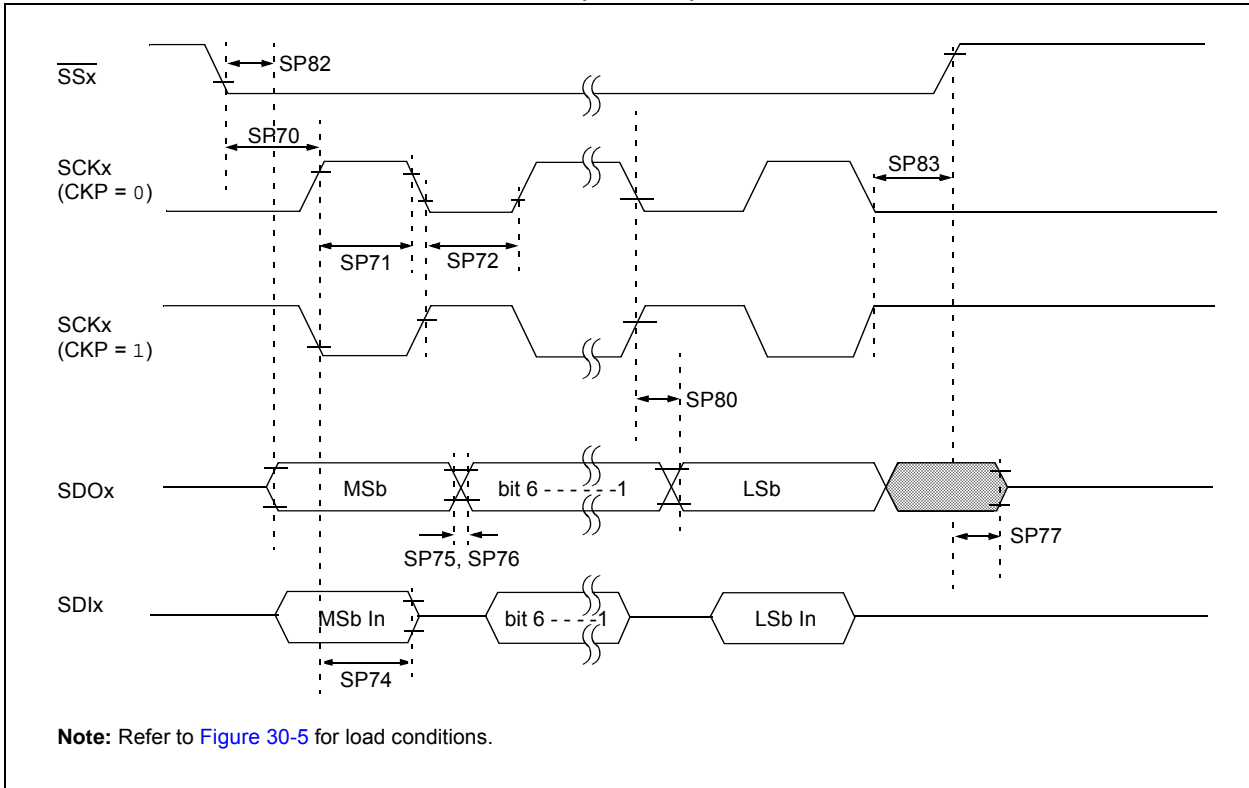 SSx
SP82
SP70
SCKx
(CKP = 0)
SP83
SP71
SP72
SCKx
(CKP = 1)
SP80
SDOx
MSb
bit 6 - - - - - -1
LSb
SP77
SP75, SP76
SDIx
MSb In
bit 6 - - - -1
LSb In
SP74
Note: Refer to Figure 30-5 for load conditions.